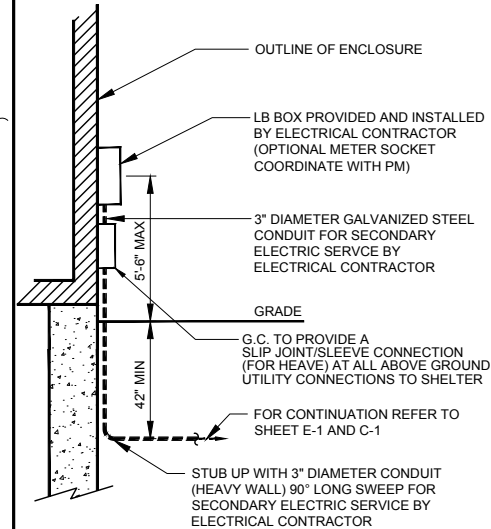 OUTLINE OF ENCLOSURE
LB BOX PROVIDED AND INSTALLED
BY ELECTRICAL CONTRACTOR
(OPTIONAL METER SOCKET
COORDINATE WITH PM)
5'-6" MAX
3" DIAMETER GALVANIZED STEEL
CONDUIT FOR SECONDARY
ELECTRIC SERVCE BY
ELECTRICAL CONTRACTOR
GRADE
42" MIN
G.C. TO PROVIDE A
SLIP JOINT/SLEEVE CONNECTION
(FOR HEAVE) AT ALL ABOVE GROUND
UTILITY CONNECTIONS TO SHELTER
FOR CONTINUATION REFER TO
SHEET E-1 AND C-1
STUB UP WITH 3" DIAMETER CONDUIT
(HEAVY WALL) 90° LONG SWEEP FOR
SECONDARY ELECTRIC SERVICE BY
ELECTRICAL CONTRACTOR